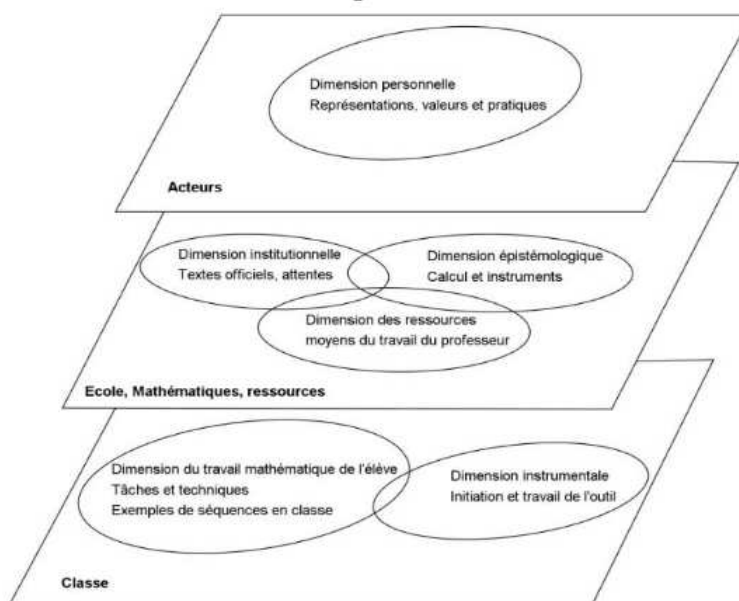 Dimension personnelle
Représentations, valeurs et pratiques
Acteurs
Dimension institutionnelle
Textes officiels, attentes
Dimension épistémologique
Calcul et instruments
Dimension des ressources
moyens du travail du professeur
Ecole, Mathématiques, ressources
Dimension du travail mathématique de l'élève
Tâches et techniques
Exemples de séquences en classe
Dimension instrumentale
Initiation et travail de l'outil
Classe